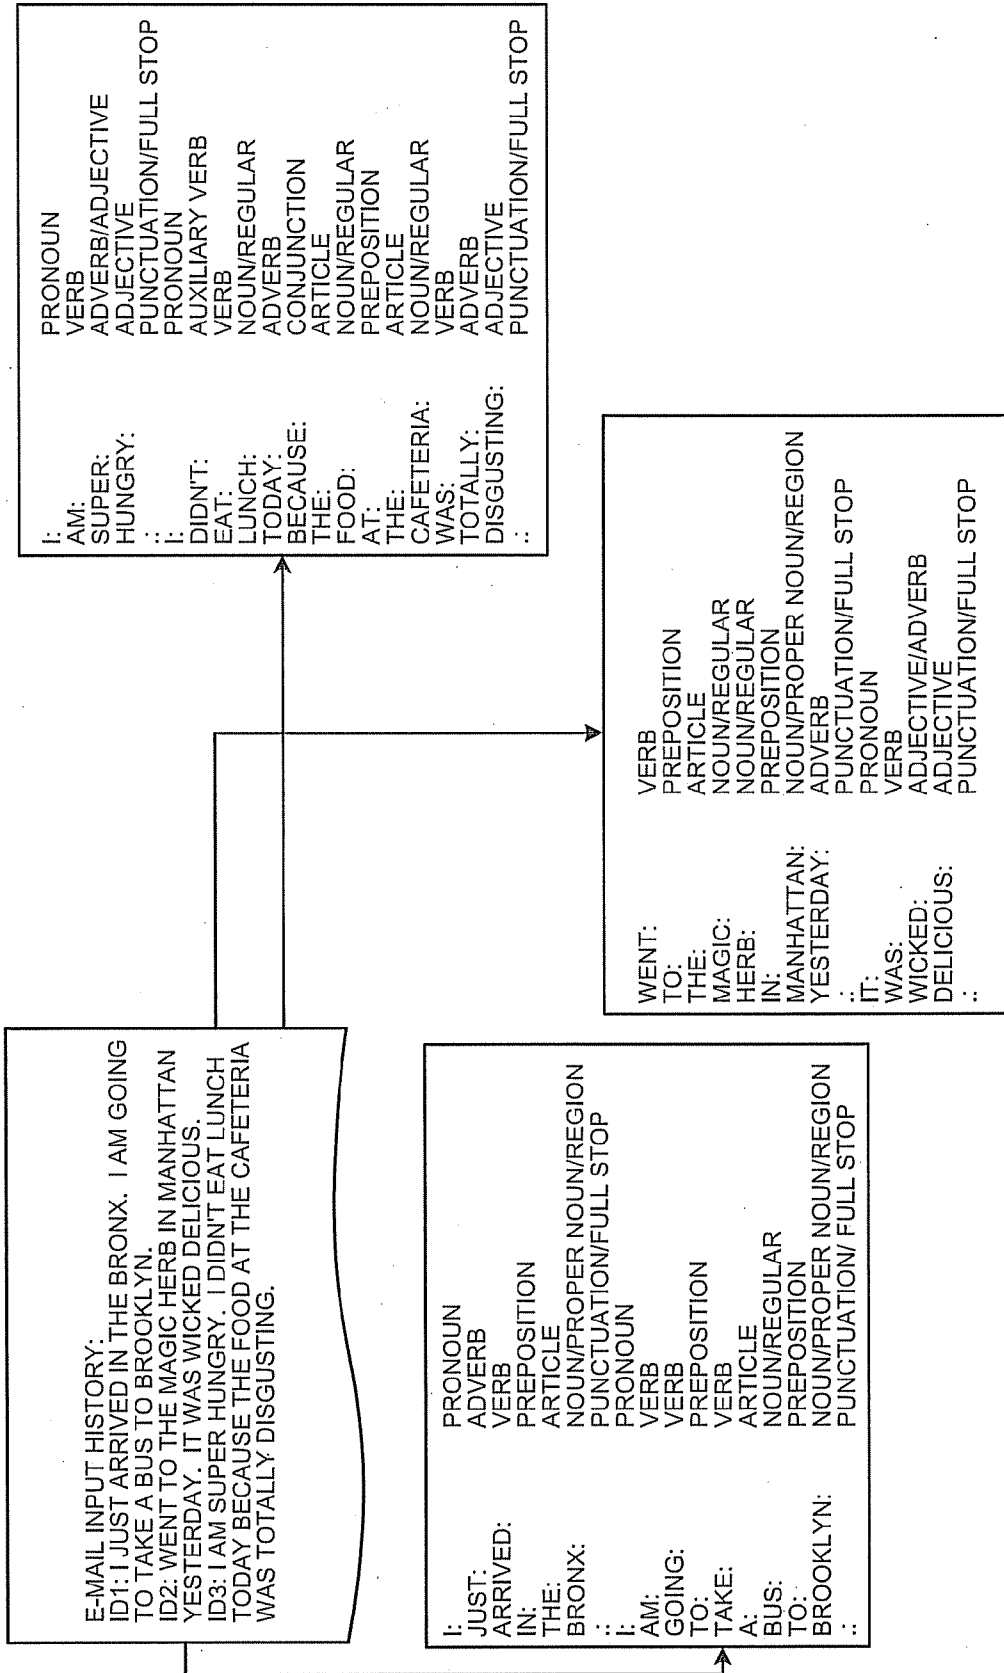 E-MAIL INPUT HISTORY:
ID1: I JUST ARRIVED IN THE BRONX. I AM GOING
TO TAKE A BUS TO BROOKLYN.
ID2: WENT TO THE MAGIC HERB IN MANHATTAN
YESTERDAY. IT WAS WICKED DELICIOUS.
ID3: I AM SUPER HUNGRY. I DIDN'T EAT LUNCH
TODAY BECAUSE THE FOOD AT THE CAFETERIA
WAS TOTALLY DISGUSTING.
I: PRONOUN
AM: VERB
SUPER: ADVERB/ADJECTIVE
HUNGRY: ADJECTIVE
.: PUNCTUATION/FULL STOP
I: PRONOUN
DIDN'T: AUXILIARY VERB
EAT: VERB
LUNCH: NOUN/REGULAR
TODAY: ADVERB
BECAUSE: CONJUNCTION
THE: ARTICLE
FOOD: NOUN/REGULAR
AT: PREPOSITION
THE: ARTICLE
CAFETERIA: NOUN/REGULAR
WAS: VERB
TOTALLY: ADVERB
DISGUSTING: ADJECTIVE
.: PUNCTUATION/FULL STOP
I: PRONOUN
JUST: ADVERB
ARRIVED: VERB
IN: PREPOSITION
THE: ARTICLE
BRONX: NOUN/PROPER NOUN/REGION
.: PUNCTUATION/FULL STOP
I: PRONOUN
AM: VERB
GOING: VERB
TO: PREPOSITION
TAKE: VERB
A: ARTICLE
BUS: NOUN/REGULAR
TO: PREPOSITION
BROOKLYN: NOUN/PROPER NOUN/REGION
.: PUNCTUATION/ FULL STOP
WENT: VERB
TO: PREPOSITION
THE: ARTICLE
MAGIC: NOUN/REGULAR
HERB: NOUN/REGULAR
IN: PREPOSITION
MANHATTAN: NOUN/PROPER NOUN/REGION
YESTERDAY: ADVERB
.: PUNCTUATION/FULL STOP
IT: PRONOUN
WAS: VERB
WICKED: ADJECTIVE/ADVERB
DELICIOUS: ADJECTIVE
.: PUNCTUATION/FULL STOP